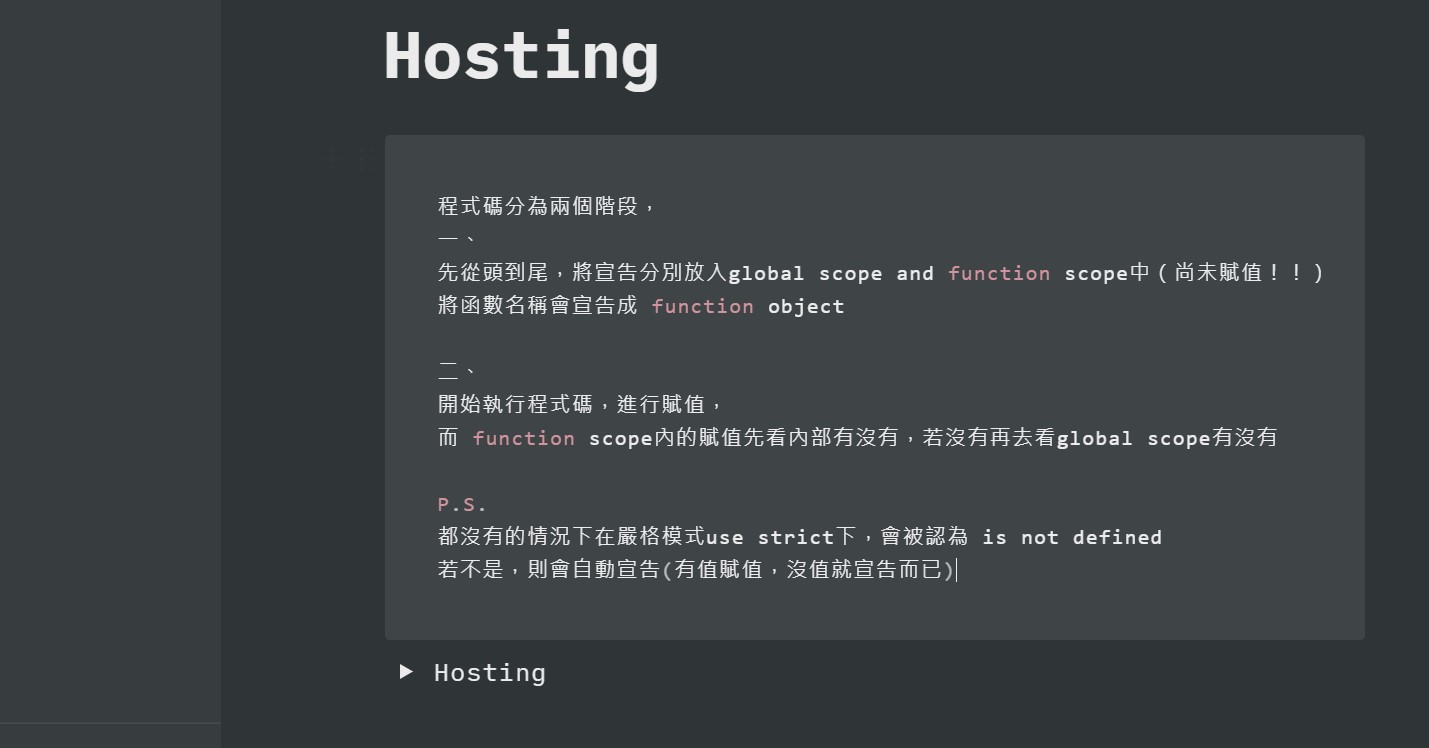 Hosting
程式碼分為兩個階段，
一、
先從頭到尾，將宣告分別放入global scope and function scope中（尚未賦值！！）
將函數名稱會宣告成 function object
二、
開始執行程式碼，進行賦值，
而 function scope內的賦值先看內部有沒有，若沒有再去看global scope有沒有
P.S.
都沒有的情況下在嚴格模式use strict下，會被認為 is not defined
若不是，則會自動宣告(有值賦值，沒值就宣告而已)
Hosting